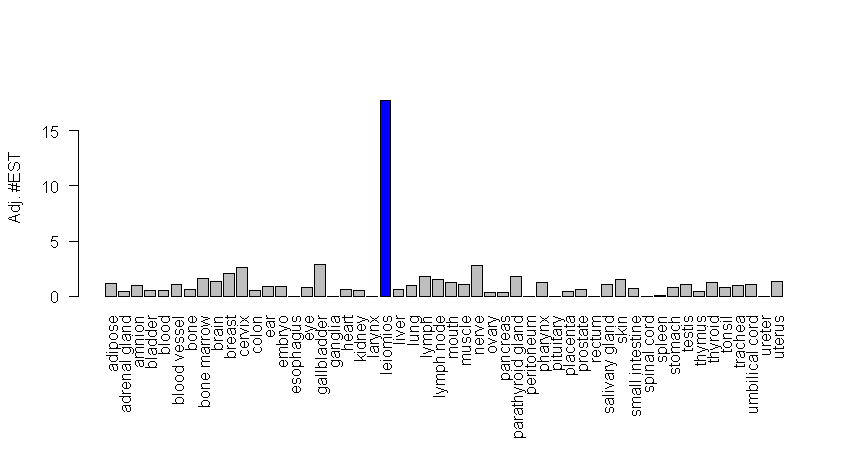 Adj. #EST
15
10
5
0
adipose
adrenal gland
amnion
bladder
blood
blood vessel
bone
bone marrow
brain
breast
cervix
colon
ear
embryo
esophagus
eye
gallbladder
ganglia
heart
kidney
larynx
leiomios
liver
lung
lymph
lymph node
mouth
muscle
nerve
ovary
pancreas
parathyroid gland
peritoneum
pharynx
pituitary
placenta
prostate
rectum
salivary gland
skin
small intestine
spinal cord
spleen
stomach
testis
thymus
thyroid
tonsil
trachea
umbilical cord
ureter
uterus